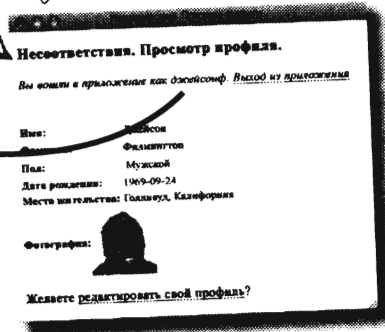 Несоответствия. Просмотр профиля.
Вы вошли в приложение как джейсонф. Выход из приложения
Имя: Джейсон
Филмингтон
Пол: Мужской
Дата рождения: 1969-09-24
Место жительства: Голливуд, Калифорния
Фотография:
Желаете редактировать свой профиль?